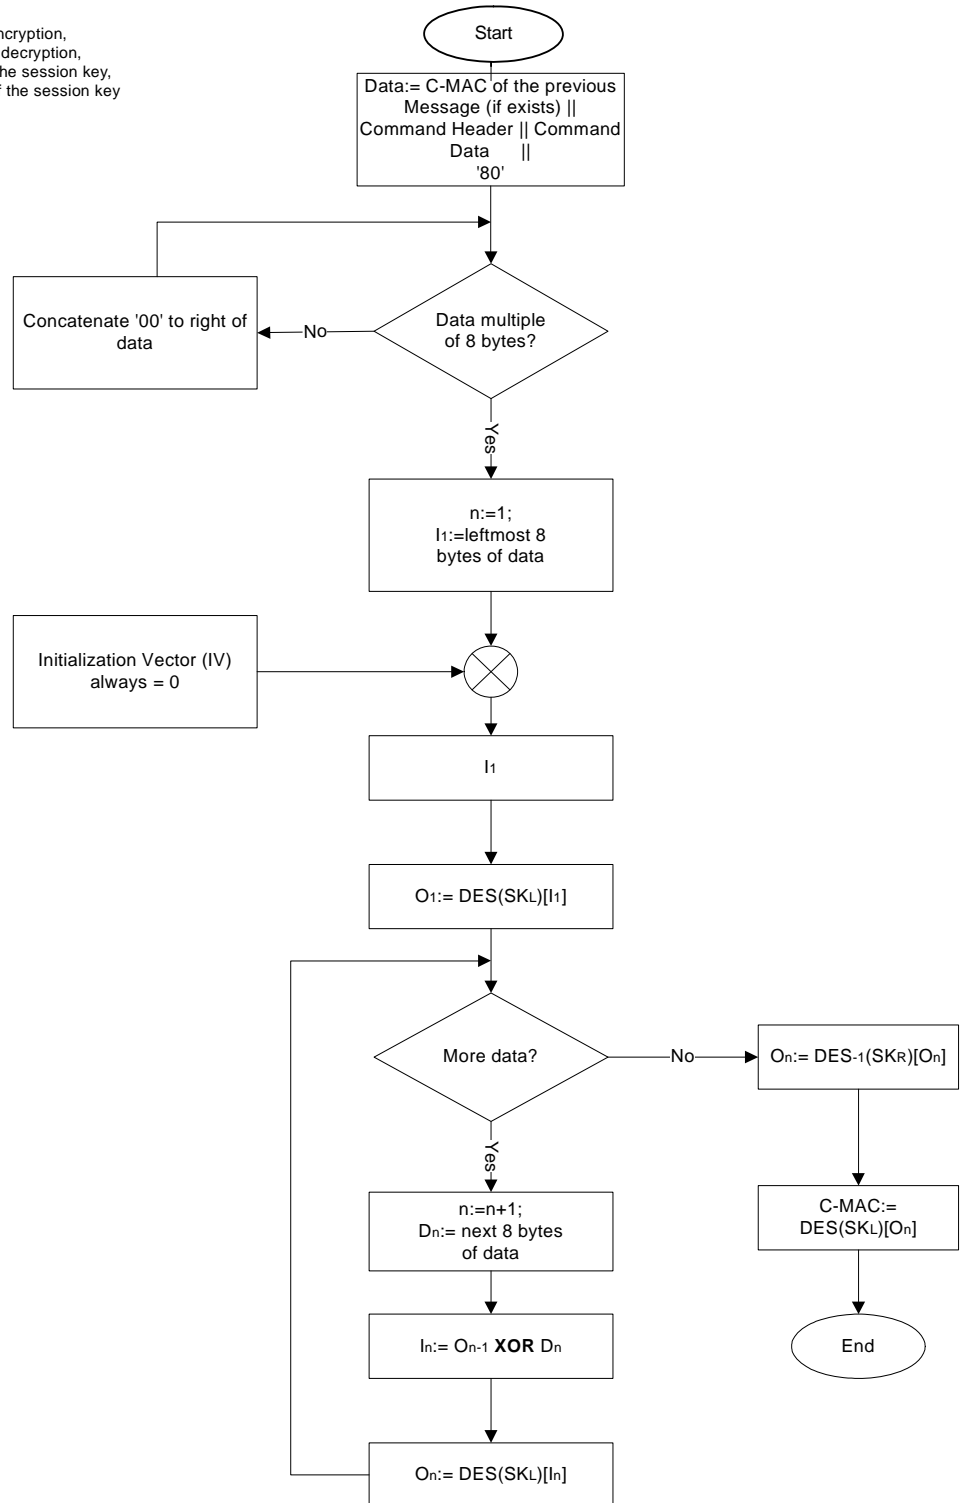 decryption,
he session key,
the session key
Start
Data:= C-MAC of the previous
Message (if exists) ||
Command Header || Command
Data ||
'80'
Concatenate '00' to right of
data
No
Data multiple
of 8 bytes?
Yes
n:=1;
I1:=leftmost 8
bytes of data
Initialization Vector (IV)
always = 0
I1
O1:= DES(SKL)[I1]
More data?
No
On:= DES-1(SKR)[On]
Yes
n:=n+1;
Dn:= next 8 bytes
of data
C-MAC:=
DES(SKL)[On]
In:= On-1 XOR Dn
End
On:= DES(SKL)[In]